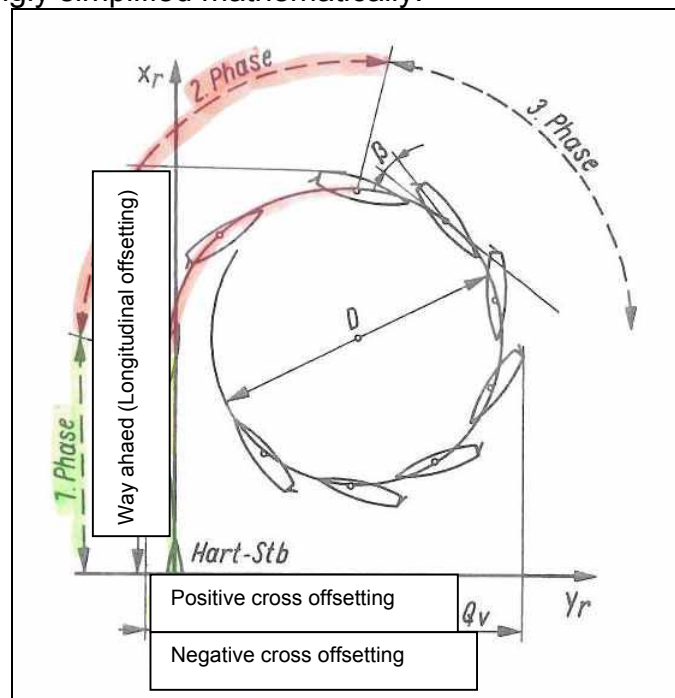 ngly simplified mathematically.
xr
2. Phase
3. Phase
β
D
1. Phase
Way ahaed (Longitudinal offsetting)
Hart-Stb
yr
Positive cross offsetting
Qv
Negative cross offsetting